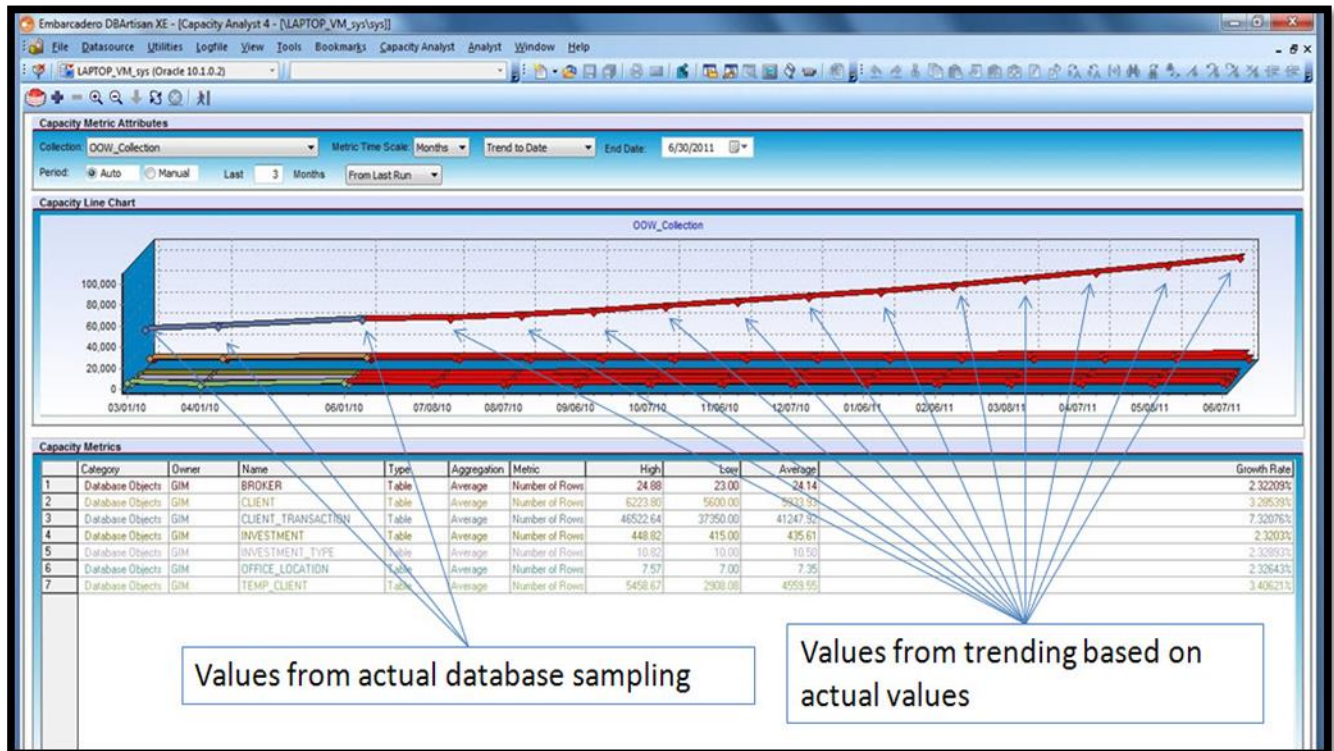 Embarcadero DBArtisan XE - [Capacity Analyst 4 - [\LAPTOP_VM_sys\sys]]
File Datasource Utilities Logfile View Tools Bookmarks Capacity Analyst Analyst Window Help
LAPTOP_VM_sys (Oracle 10.1.0.2)
Capacity Metric Attributes
Collection: OOW_Collection Metric Time Scale: Months Trend to Date End Date: 6/30/2011
Period: Auto Manual Last 3 Months From Last Run
Capacity Line Chart
OOW_Collection
100,000
80,000
60,000
40,000
20,000
0
03/01/10 04/01/10 06/01/10 07/08/10 08/07/10 09/06/10 10/07/10 11/06/10 12/07/10 01/06/11 02/06/11 03/08/11 04/07/11 05/08/11 06/07/11
Capacity Metrics
Category Owner Name Type Aggregation Metric High Low Average Growth Rate
1 Database Objects GIM BROKER Table Average Number of Rows 24.88 23.00 24.14 2.32209%
2 Database Objects GIM CLIENT Table Average Number of Rows 6223.80 5600.00 5933.93 3.28539%
3 Database Objects GIM CLIENT_TRANSACTION Table Average Number of Rows 46522.64 37350.00 41247.92 7.32076%
4 Database Objects GIM INVESTMENT Table Average Number of Rows 448.82 415.00 435.61 2.3203%
5 Database Objects GIM INVESTMENT_TYPE Table Average Number of Rows 10.82 10.00 10.50 2.32893%
6 Database Objects GIM OFFICE_LOCATION Table Average Number of Rows 7.57 7.00 7.35 2.32643%
7 Database Objects GIM TEMP_CLIENT Table Average Number of Rows 5458.67 2908.08 4559.55 3.40621%
Values from actual database sampling
Values from trending based on
actual values